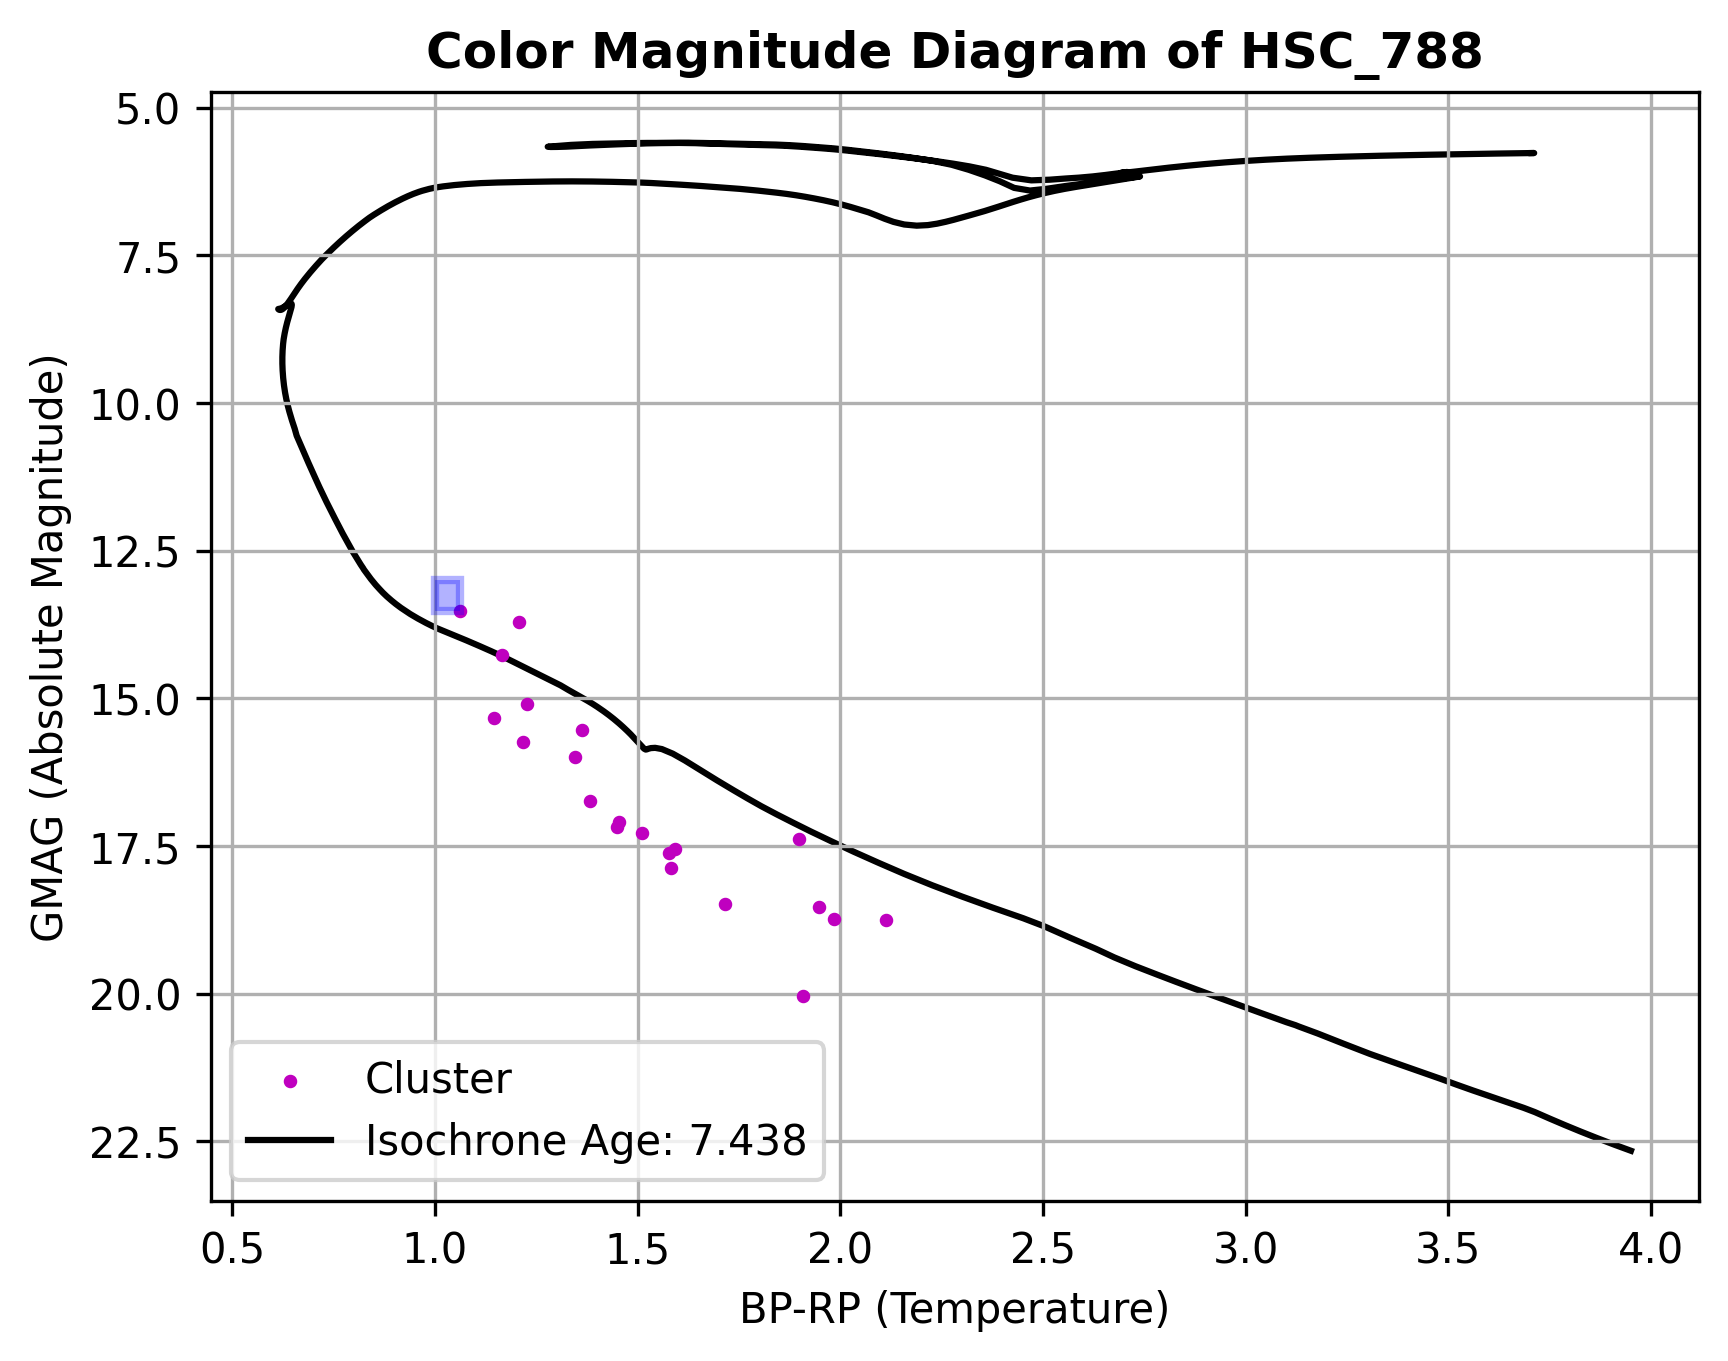 Color Magnitude Diagram of HSC_788
GMAG (Absolute Magnitude)
5.0
7.5
10.0
12.5
15.0
17.5
20.0
22.5
Cluster
Isochrone Age: 7.438
0.5 1.0 1.5 2.0 2.5 3.0 3.5 4.0
BP-RP (Temperature)